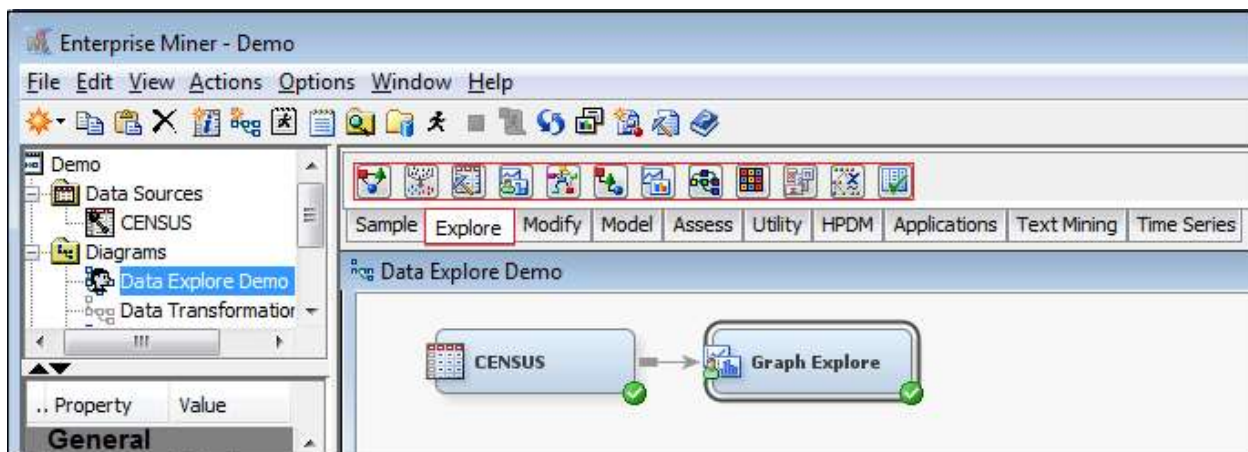 Enterprise Miner - Demo
File Edit View Actions Options Window Help
Demo
Data Sources
CENSUS
Diagrams
Data Explore Demo
Data Transformation
.. Property Value
General
Sample Explore Modify Model Assess Utility HPDM Applications Text Mining Time Series
Data Explore Demo
CENSUS
Graph Explore